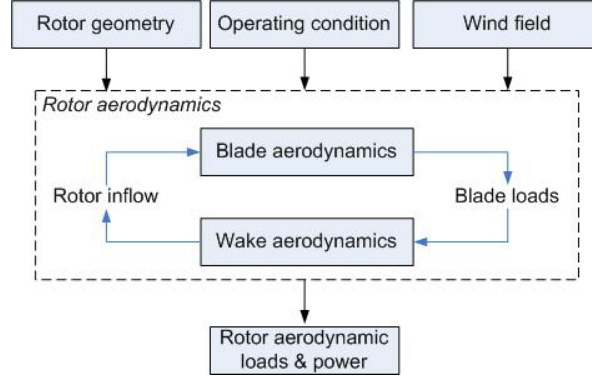 Rotor geometry
Operating condition
Wind field
Rotor aerodynamics
Blade aerodynamics
Rotor inflow
Blade loads
Wake aerodynamics
Rotor aerodynamic
loads & power